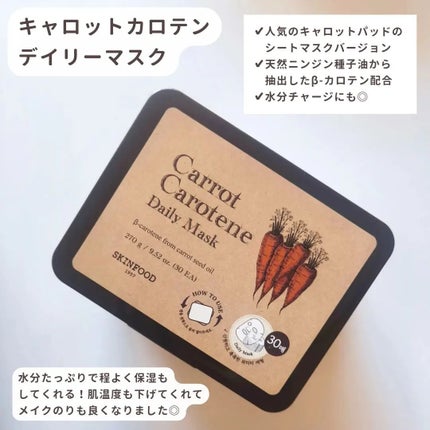 キャロットカロテン
デイリーマスク
✓人気のキャロットパッドの
シートマスクバージョン
✓天然ニンジン種子油から
抽出したβ-カロテン配合
✓水分チャージにも◎
Carrot
Carotene
Daily Mask
β-carotene from carrot seed oil
270 g / 9.52 oz. (30 EA)
SKINFOOD
1957
HOW TO USE
Daily Mask
30매
水分たっぷりで程よく保湿も
してくれる！肌温度も下げてくれて
メイクのりも良くなりました◎